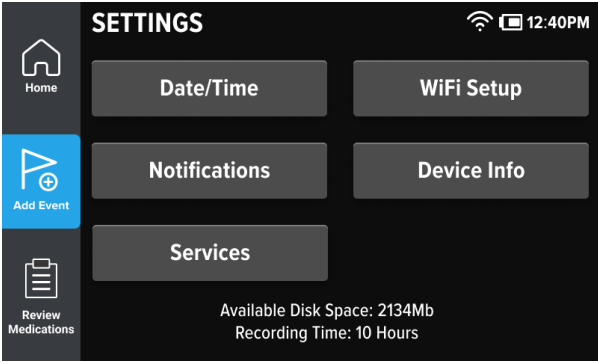 SETTINGS
12:40PM
Home
Date/Time
WiFi Setup
Add Event
Notifications
Device Info
Services
Review
Medications
Available Disk Space: 2134Mb
Recording Time: 10 Hours